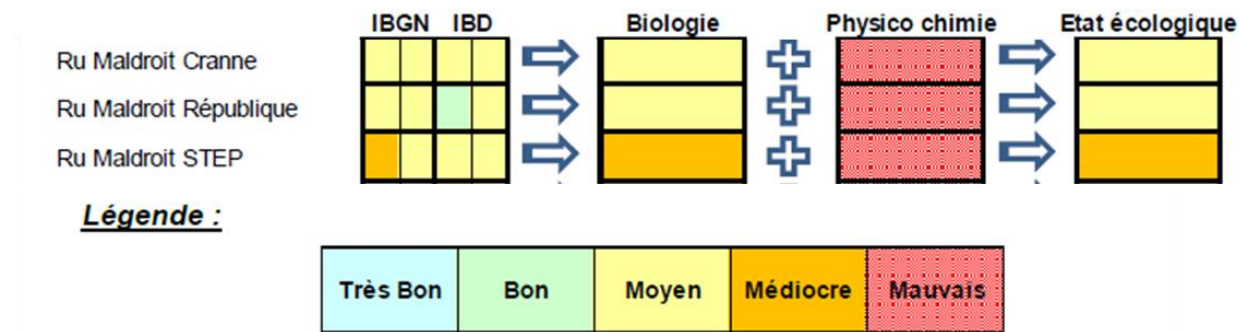 IBGN IBD Biologie Physico chimie Etat écologique
Ru Maldroit Cranne
Ru Maldroit République
Ru Maldroit STEP
Légende :
Très Bon Bon Moyen Médiocre Mauvais